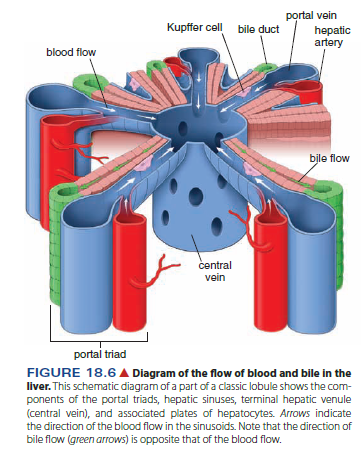 portal vein
Kupffer cell
bile duct
hepatic
artery
blood flow
bile flow
central
vein
portal triad
FIGURE 18.6 ▲ Diagram of the flow of blood and bile in the
liver. This schematic diagram of a part of a classic lobule shows the com-
ponents of the portal triads, hepatic sinuses, terminal hepatic venule
(central vein), and associated plates of hepatocytes. Arrows indicate
the direction of the blood flow in the sinusoids. Note that the direction of
bile flow (green arrows) is opposite that of the blood flow.